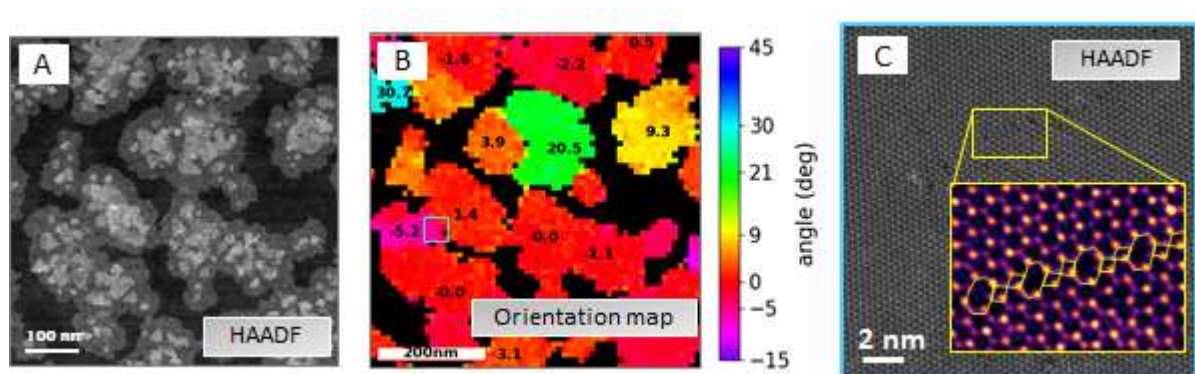 A
100 nm
HAADF
B
-1.8
0.5
-2.2
30.7
3.9
20.5
9.3
1.4
-5.2
-0.0
1.1
-0.0
Orientation map
200nm
-3.1
45
30
21
9
0
−5
−15
angle (deg)
C
HAADF
2 nm